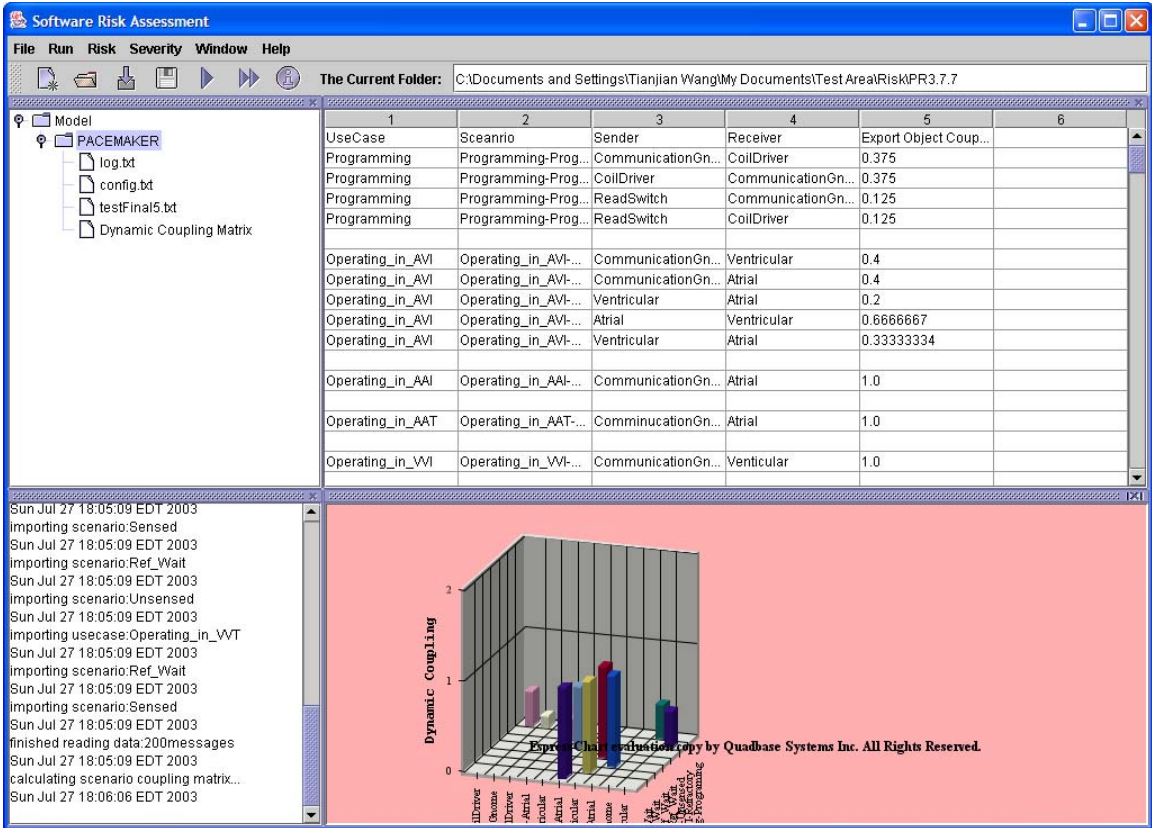 Software Risk Assessment
File Run Risk Severity Window Help
The Current Folder: C:\Documents and Settings\Tianjian Wang\My Documents\Test Area\Risk\PR3.7.7
Model
PACEMAKER
log.txt
config.txt
testFinal5.txt
Dynamic Coupling Matrix
1 2 3 4 5 6
UseCase Sceanrio Sender Receiver Export Object Coup...
Programming Programming-Prog... CommunicationGn... CoilDriver 0.375
Programming Programming-Prog... CoilDriver CommunicationGn... 0.375
Programming Programming-Prog... ReadSwitch CommunicationGn... 0.125
Programming Programming-Prog... ReadSwitch CoilDriver 0.125
Operating_in_AVI Operating_in_AVI-... CommunicationGn... Ventricular 0.4
Operating_in_AVI Operating_in_AVI-... CommunicationGn... Atrial 0.4
Operating_in_AVI Operating_in_AVI-... Ventricular Atrial 0.2
Operating_in_AVI Operating_in_AVI-... Atrial Ventricular 0.6666667
Operating_in_AVI Operating_in_AVI-... Ventricular Atrial 0.33333334
Operating_in_AAI Operating_in_AAI-... CommunicationGn... Atrial 1.0
Operating_in_AAT Operating_in_AAT-... ComminucationGn... Atrial 1.0
Operating_in_VVI Operating_in_VVI-... CommunicationGn... Venticular 1.0
Sun Jul 27 18:05:09 EDT 2003
importing scenario:Sensed
Sun Jul 27 18:05:09 EDT 2003
importing scenario:Ref_Wait
Sun Jul 27 18:05:09 EDT 2003
importing scenario:Unsensed
Sun Jul 27 18:05:09 EDT 2003
importing usecase:Operating_in_VVT
Sun Jul 27 18:05:09 EDT 2003
importing scenario:Ref_Wait
Sun Jul 27 18:05:09 EDT 2003
importing scenario:Sensed
Sun Jul 27 18:05:09 EDT 2003
finished reading data:200messages
Sun Jul 27 18:05:09 EDT 2003
calculating scenario coupling matrix...
Sun Jul 27 18:06:06 EDT 2003
Dynamic Coupling
2
1
0
evaluation copy by Quadbase Systems Inc. All Rights Reserved.
ilDriver
Gnome
lDriver
-Atrial
ricular
Atrial
icular
Atrial
ome
ular